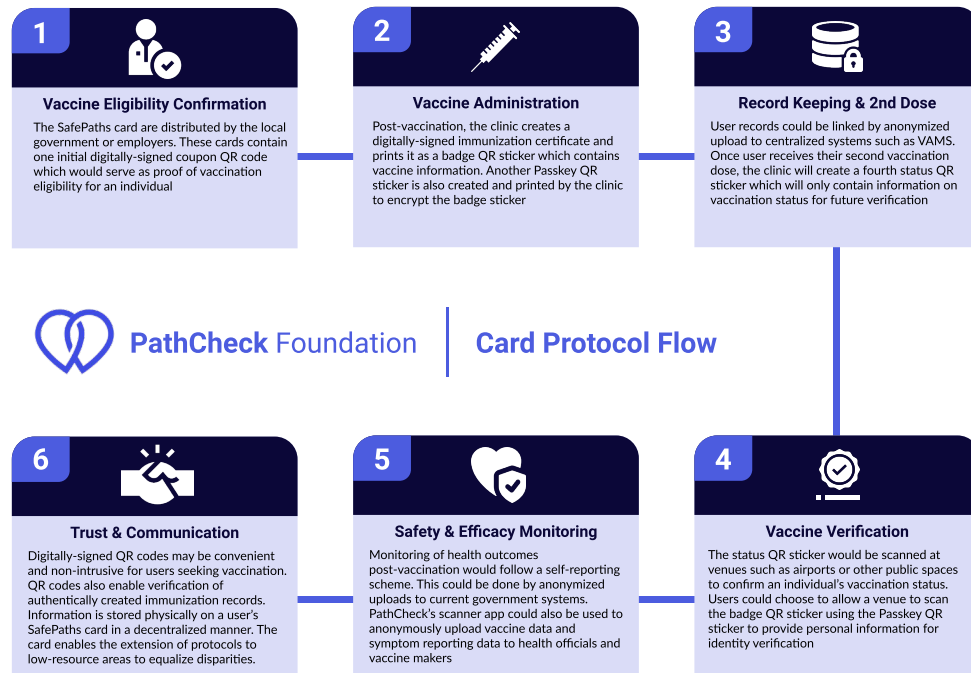 1
Vaccine Eligibility Confirmation
The SafePaths card are distributed by the local
government or employers. These cards contain
one initial digitally-signed coupon QR code
which would serve as proof of vaccination
eligibility for an individual
2
Vaccine Administration
Post-vaccination, the clinic creates a
digitally-signed immunization certificate and
prints it as a badge QR sticker which contains
vaccine information. Another Passkey QR
sticker is also created and printed by the clinic
to encrypt the badge sticker
3
Record Keeping & 2nd Dose
User records could be linked by anonymized
upload to centralized systems such as VAMS.
Once user receives their second vaccination
dose, the clinic will create a fourth status QR
sticker which will only contain information on
vaccination status for future verification
PathCheck Foundation
Card Protocol Flow
4
Vaccine Verification
The status QR sticker would be scanned at
venues such as airports or other public spaces
to confirm an individual's vaccination status.
Users could choose to allow a venue to scan
the badge QR sticker using the Passkey QR
sticker to provide personal information for
identity verification
5
Safety & Efficacy Monitoring
Monitoring of health outcomes
post-vaccination would follow a self-reporting
scheme. This could be done by anonymized
uploads to current government systems.
PathCheck's scanner app could also be used to
anonymously upload vaccine data and
symptom reporting data to health officials and
vaccine makers
6
Trust & Communication
Digitally-signed QR codes may be convenient
and non-intrusive for users seeking vaccination.
QR codes also enable verification of
authentically created immunization records.
Information is stored physically on a user's
SafePaths card in a decentralized manner. The
card enables the extension of protocols to
low-resource areas to equalize disparities.